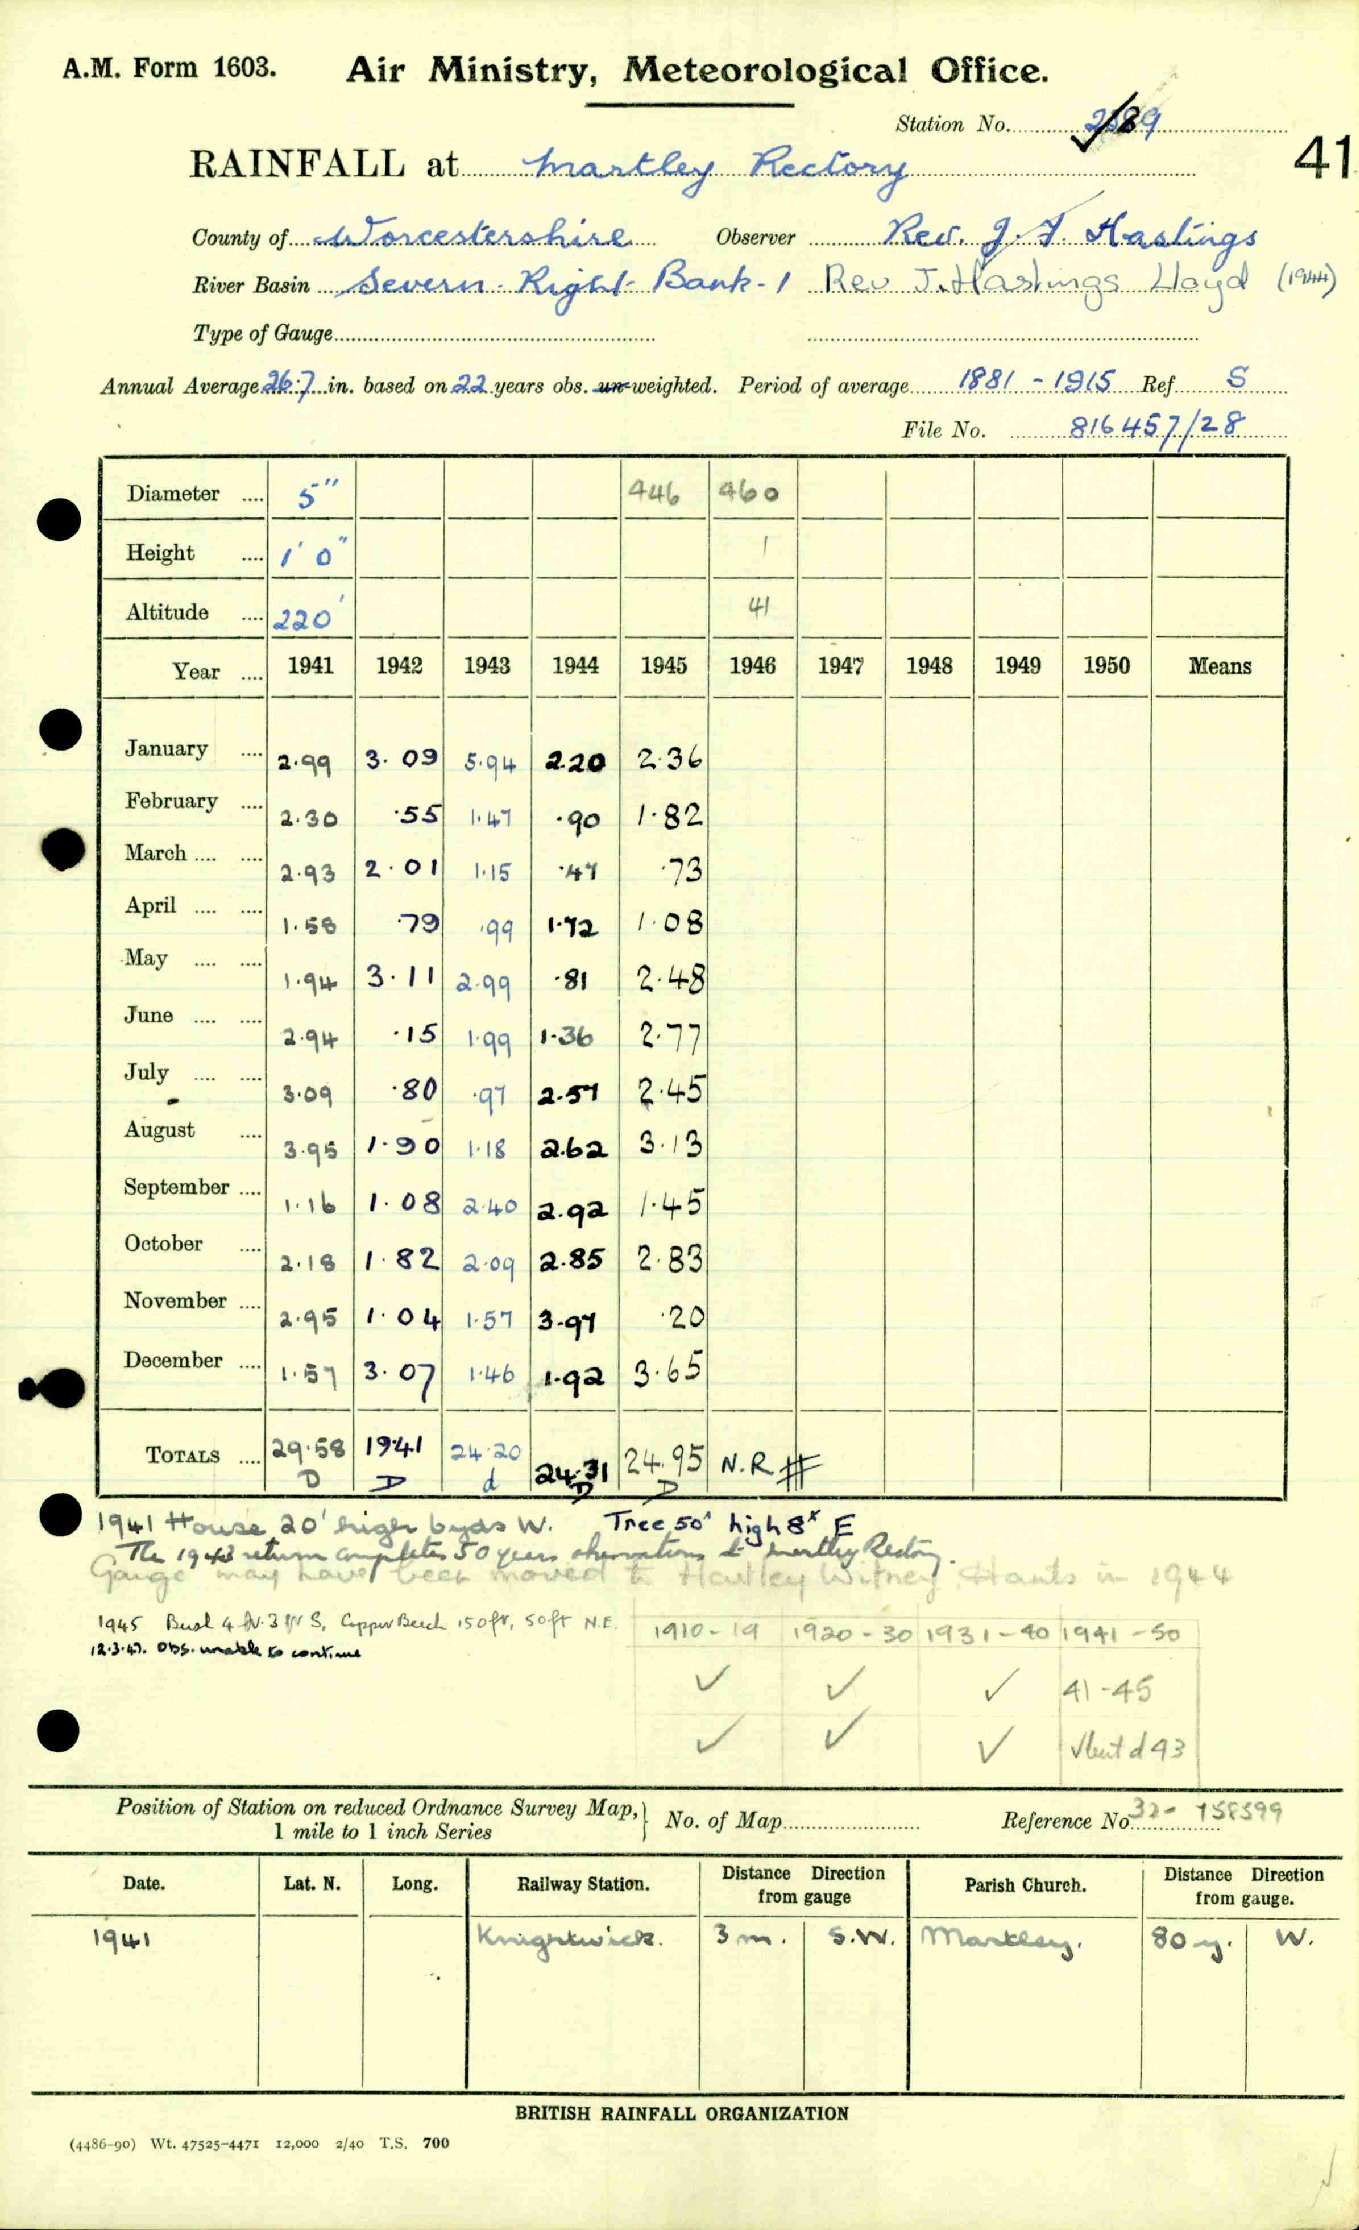 A.M. Form 1603. Air Ministry, Meteorological Office.
Station No. 2/89
41
RAINFALL at Martley Rectory
County of Worcestershire Observer Rev. J. F. Hastings
River Basin Severn - Right - Bank - 1 Rev J. Hastings Lloyd (1944)
Type of Gauge
Annual Average 26.7 in. based on 22 years obs. un-weighted. Period of average 1881 - 1915 Ref S
File No. 816457/28
Diameter .... 5" 446 460
Height .... 1' 0" 1
Altitude .... 220' 41
Year .... 1941 1942 1943 1944 1945 1946 1947 1948 1949 1950 Means
January .... 2.99 3.09 5.94 2.20 2.36
February .... 2.30 .55 1.47 .90 1.82
March .... .... 2.93 2.01 1.15 .47 .73
April .... .... 1.58 .79 .99 1.72 1.08
May .... .... 1.94 3.11 2.99 .81 2.48
June .... .... 2.94 .15 1.99 1.36 2.77
July .... .... 3.09 .80 .97 2.57 2.45
August .... 3.95 1.90 1.18 2.62 3.13
September .... 1.16 1.08 2.40 2.92 1.45
October .... 2.18 1.82 2.09 2.85 2.83
November .... 2.95 1.04 1.57 3.97 .20
December .... 1.57 3.07 1.46 1.92 3.65
TOTALS .... 29.58 19.41 24.20 24.31 24.95 N.R #
D D d D D
1941 House 20' high 6yds W. Tree 50' high 8x E
The 1943 return completes 50 years observations at Martley Rectory.
Gauge may have been moved to Hartley Witney, Hants in 1944
1945 Bush 4 ft. 3 ft S, Copper Beech 150ft, 50ft N.E.
12.3.47. Obs. unable to continue
1910-19 1920-30 1931-40 1941-50
✓ ✓ ✓ 41-45
✓ ✓ ✓ ✓ but d 43
Position of Station on reduced Ordnance Survey Map, } No. of Map Reference No. 32- 758599
1 mile to 1 inch Series
Date. Lat. N. Long. Railway Station. Distance Direction from gauge Parish Church. Distance Direction from gauge.
1941 Knightwick. 3 m. S.W. Martley. 80 y. W.
BRITISH RAINFALL ORGANIZATION
(4486-90) Wt. 47525-4471 12,000 2/40 T.S. 700